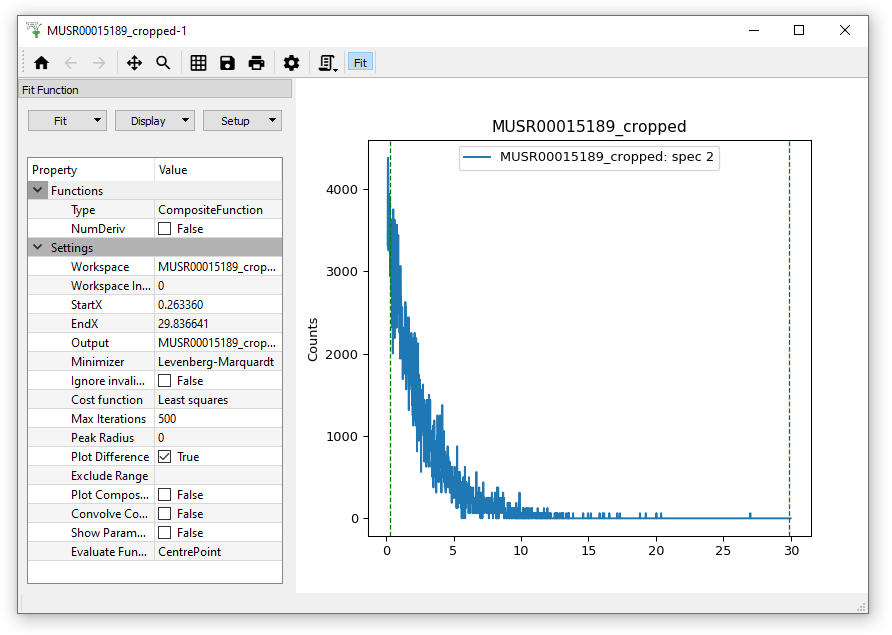 MUSR00015189_cropped-1
Fit
Fit Function
Fit Display Setup
Property Value
Functions
Type CompositeFunction
NumDeriv False
Settings
Workspace MUSR00015189_crop...
Workspace In... 0
StartX 0.263360
EndX 29.836641
Output MUSR00015189_crop...
Minimizer Levenberg-Marquardt
Ignore invali... False
Cost function Least squares
Max Iterations 500
Peak Radius 0
Plot Difference True
Exclude Range
Plot Compos... False
Convolve Co... False
Show Param... False
Evaluate Fun... CentrePoint
MUSR00015189_cropped
MUSR00015189_cropped: spec 2
Counts
4000
3000
2000
1000
0
0 5 10 15 20 25 30